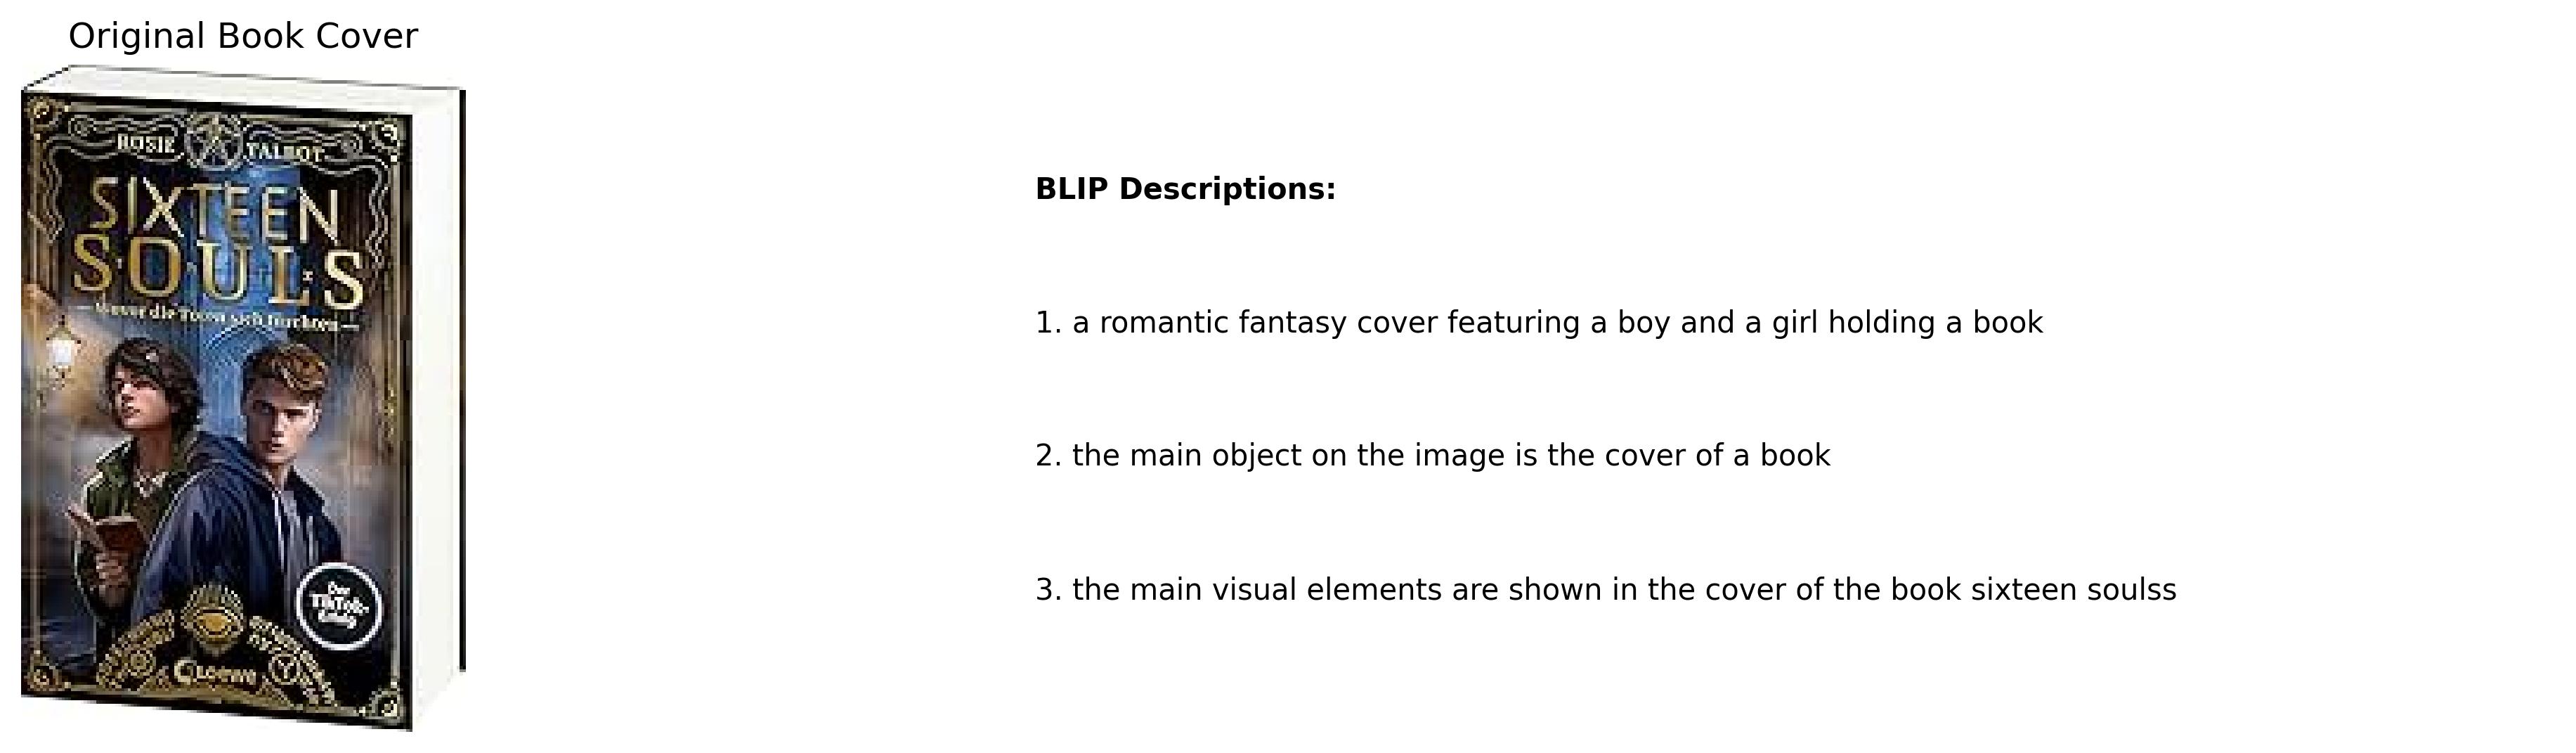 Original Book Cover
ROSIE TALBOT
SIXTEEN
SOULS
die Toten sich fürchten
Der
TikTok-
Loewe
BLIP Descriptions:
1. a romantic fantasy cover featuring a boy and a girl holding a book
2. the main object on the image is the cover of a book
3. the main visual elements are shown in the cover of the book sixteen soulss